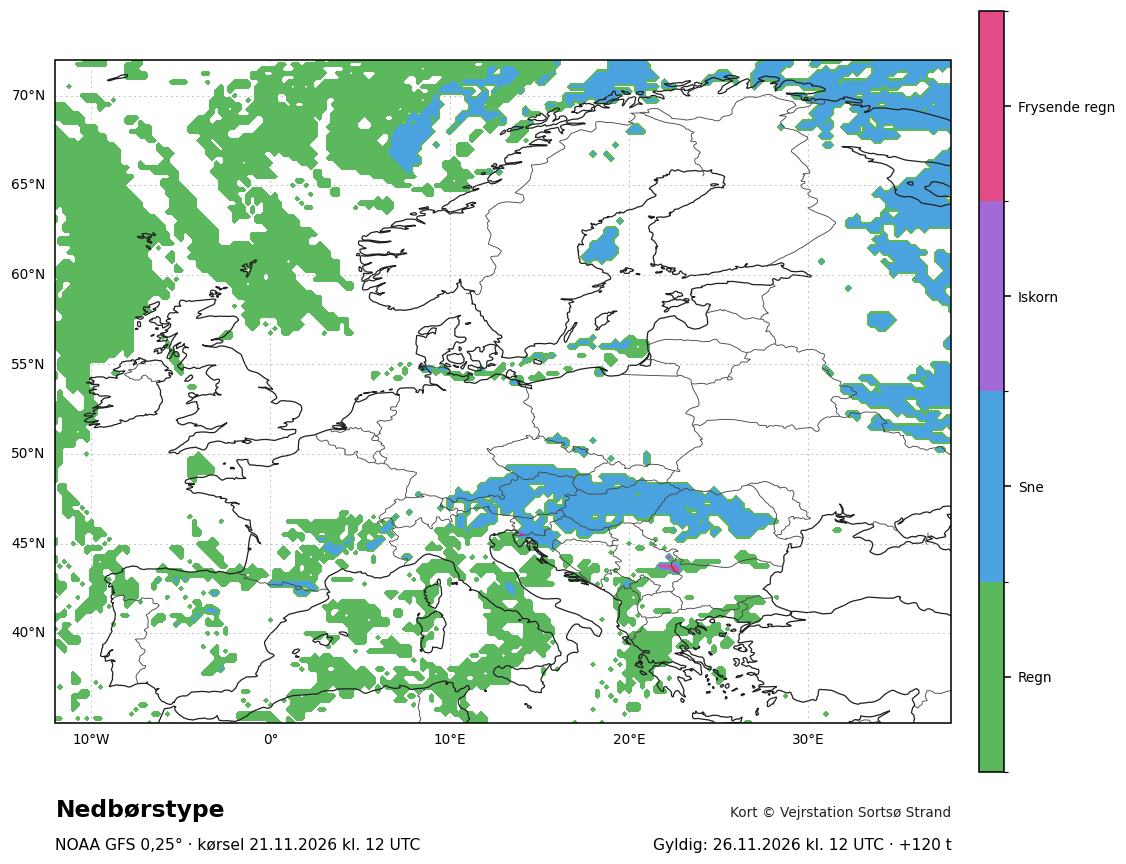 70°N
65°N
60°N
55°N
50°N
45°N
40°N
10°W
0°
10°E
20°E
30°E
Frysende regn
Iskorn
Sne
Regn
Nedbørstype
Kort © Vejrstation Sortsø Strand
NOAA GFS 0,25° · kørsel 21.11.2026 kl. 12 UTC
Gyldig: 26.11.2026 kl. 12 UTC · +120 t